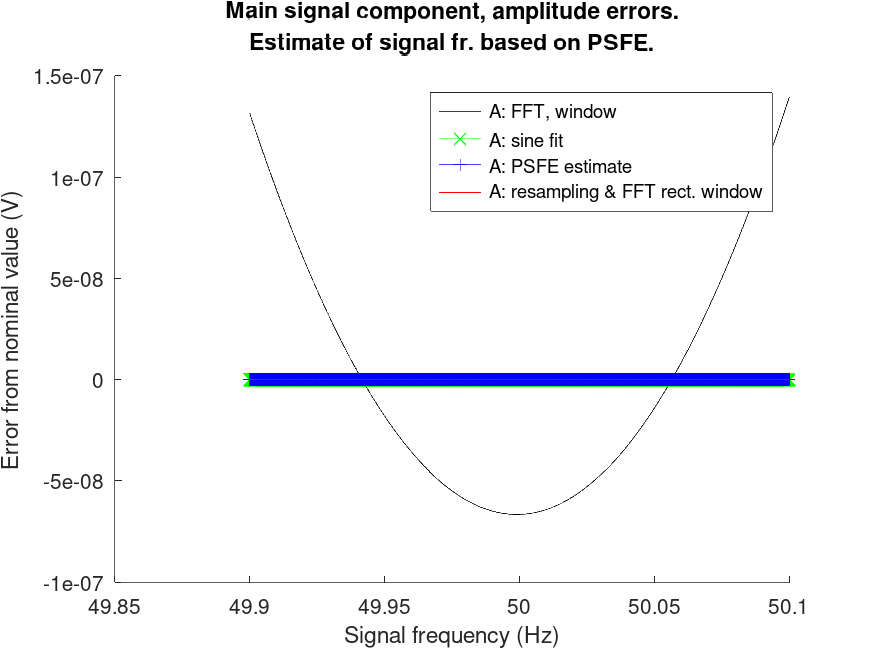 Main signal component, amplitude errors.
Estimate of signal fr. based on PSFE.
1.5e-07
1e-07
5e-08
0
-5e-08
-1e-07
Error from nominal value (V)
A: FFT, window
A: sine fit
A: PSFE estimate
A: resampling & FFT rect. window
49.85
49.9
49.95
50
50.05
50.1
Signal frequency (Hz)